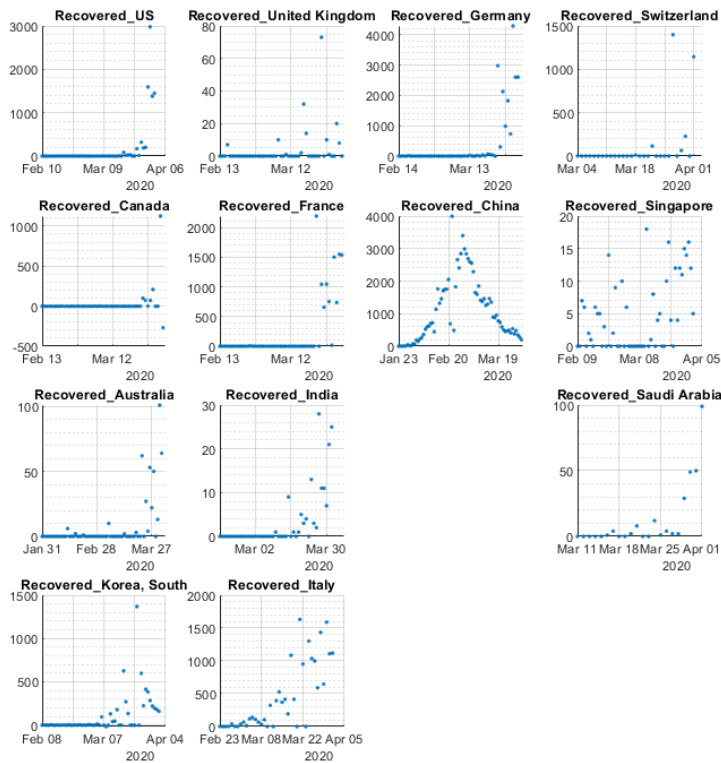 Recovered_US
3000
2000
1000
0
Feb 10
Mar 09
Apr 06
2020
Recovered_United Kingdom
80
60
40
20
0
Feb 13
Mar 12
2020
Recovered_Germany
4000
3000
2000
1000
0
Feb 14
Mar 13
2020
Recovered_Switzerland
1500
1000
500
0
Mar 04
Mar 18
Apr 01
2020
Recovered_Canada
1000
500
0
-500
Feb 13
Mar 12
2020
Recovered_France
2000
1500
1000
500
0
Feb 13
Mar 12
2020
Recovered_China
4000
3000
2000
1000
0
Jan 23
Feb 20
Mar 19
2020
Recovered_Singapore
20
15
10
5
0
Feb 09
Mar 08
Apr 05
2020
Recovered_Australia
100
50
0
Jan 31
Feb 28
Mar 27
2020
Recovered_India
30
20
10
0
Mar 02
Mar 30
2020
Recovered_Saudi Arabia
100
50
0
Mar 11
Mar 18
Mar 25
Apr 01
2020
Recovered_Korea, South
1500
1000
500
0
Feb 08
Mar 07
Apr 04
2020
Recovered_Italy
2000
1500
1000
500
0
Feb 23
Mar 08
Mar 22
Apr 05
2020